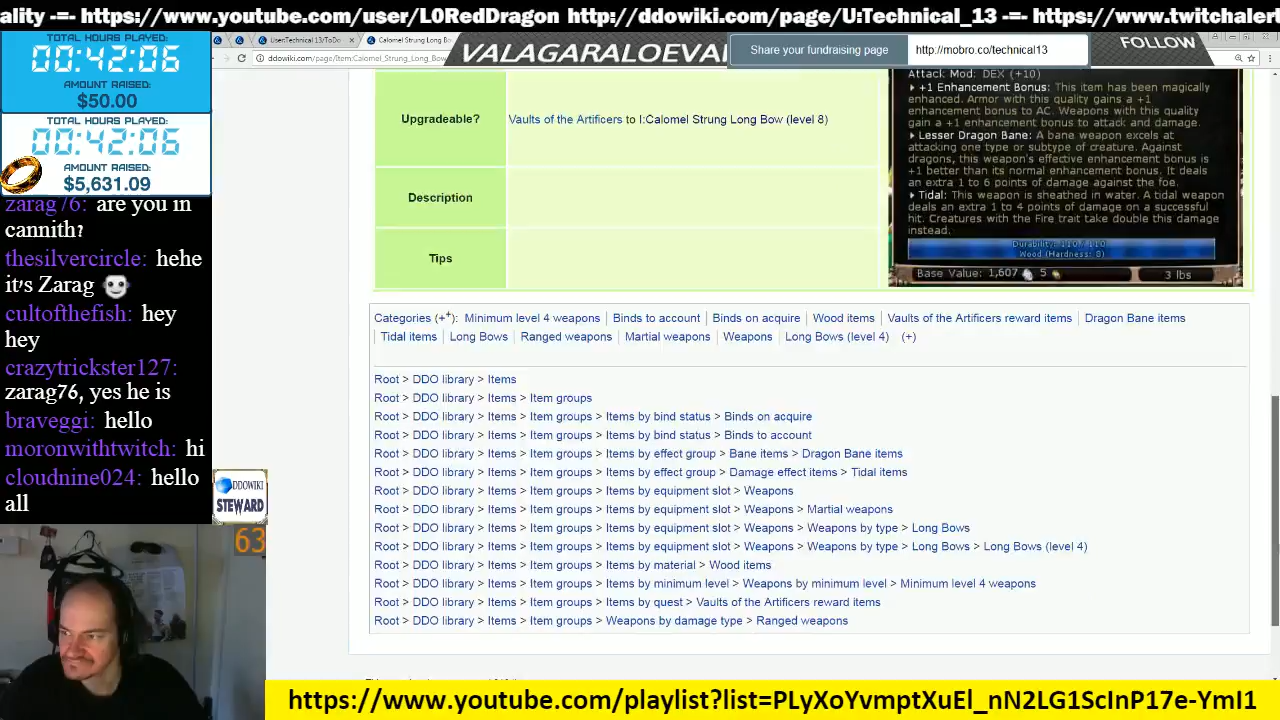 ality -=- https://www.youtube.com/user/L0RedDragon http://ddowiki.com/page/U:Technical_13 -=- https://www.twitchaler
TOTAL HOURS PLAYED:
00:42:06
AMOUNT RAISED:
$50.00
TOTAL HOURS PLAYED:
00:42:06
AMOUNT RAISED:
$5,631.09
User:Technical 13/ToDo
Calomel Strung Long Bo
ddowiki.com/page/Item:Calomel_Strung_Long_Bow_
VALAGARALOEVA
Share your fundraising page
http://mobro.co/technical13
FOLLOW
zarag76: are you in
cannith?
thesilvercircle: hehe
it's Zarag
cultofthefish: hey
hey
crazytrickster127:
zarag76, yes he is
braveggi: hello
moronwithtwitch: hi
cloudnine024: hello
all
DDOWIKI
STEWARD
63
Upgradeable?
Vaults of the Artificers to I:Calomel Strung Long Bow (level 8)
Description
Tips
Attack Mod: DEX (+10)
+1 Enhancement Bonus: This item has been magically
enhanced. Armor with this quality gains a +1
enhancement bonus to AC. Weapons with this quality
gain a +1 enhancement bonus to attack and damage.
Lesser Dragon Bane: A bane weapon excels at
attacking one type or subtype of creature. Against
dragons, this weapon's effective enhancement bonus is
+1 better than its normal enhancement bonus. It deals
an extra 1 to 6 points of damage against the foe.
Tidal: This weapon is sheathed in water. A tidal weapon
deals an extra 1 to 4 points of damage on a successful
hit. Creatures with the Fire trait take double this damage
instead.
Durability: 110 / 110
Wood (Hardness: 8)
Base Value: 1,607 5
3 lbs
Categories (+⁺): Minimum level 4 weapons | Binds to account | Binds on acquire | Wood items | Vaults of the Artificers reward items | Dragon Bane items
Tidal items | Long Bows | Ranged weapons | Martial weapons | Weapons | Long Bows (level 4) (+)
Root > DDO library > Items
Root > DDO library > Items > Item groups
Root > DDO library > Items > Item groups > Items by bind status > Binds on acquire
Root > DDO library > Items > Item groups > Items by bind status > Binds to account
Root > DDO library > Items > Item groups > Items by effect group > Bane items > Dragon Bane items
Root > DDO library > Items > Item groups > Items by effect group > Damage effect items > Tidal items
Root > DDO library > Items > Item groups > Items by equipment slot > Weapons
Root > DDO library > Items > Item groups > Items by equipment slot > Weapons > Martial weapons
Root > DDO library > Items > Item groups > Items by equipment slot > Weapons > Weapons by type > Long Bows
Root > DDO library > Items > Item groups > Items by equipment slot > Weapons > Weapons by type > Long Bows > Long Bows (level 4)
Root > DDO library > Items > Item groups > Items by material > Wood items
Root > DDO library > Items > Item groups > Items by minimum level > Weapons by minimum level > Minimum level 4 weapons
Root > DDO library > Items > Item groups > Items by quest > Vaults of the Artificers reward items
Root > DDO library > Items > Item groups > Weapons by damage type > Ranged weapons
https://www.youtube.com/playlist?list=PLyXoYvmptXuEl_nN2LG1ScInP17e-YmI1